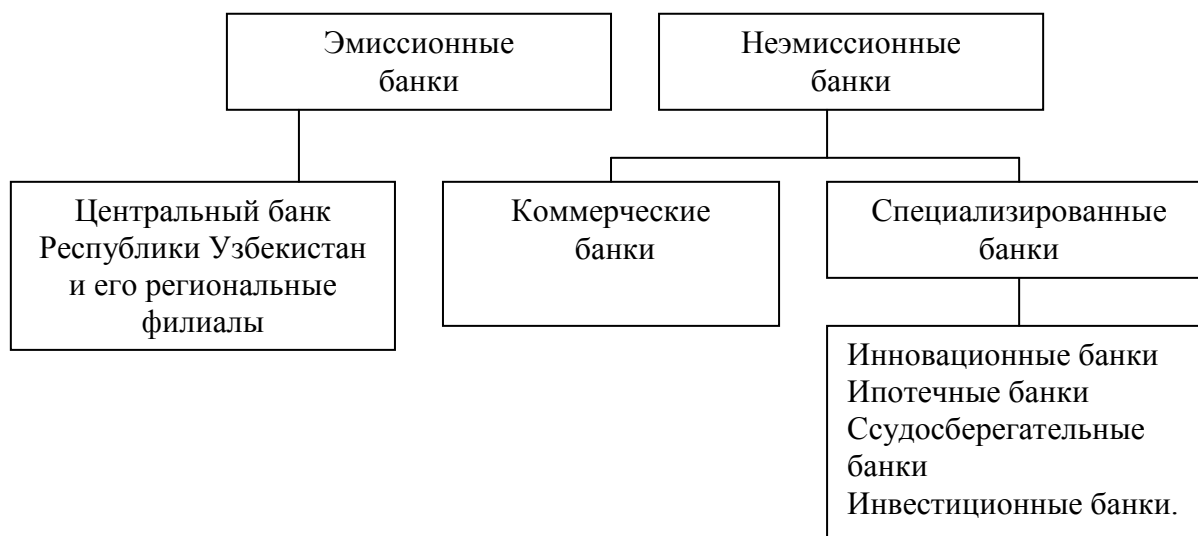 Эмиссионные
банки
Неэмиссионные
банки
Центральный банк
Республики Узбекистан
и его региональные
филиалы
Коммерческие
банки
Специализированные
банки
Инновационные банки
Ипотечные банки
Ссудосберегательные
банки
Инвестиционные банки.